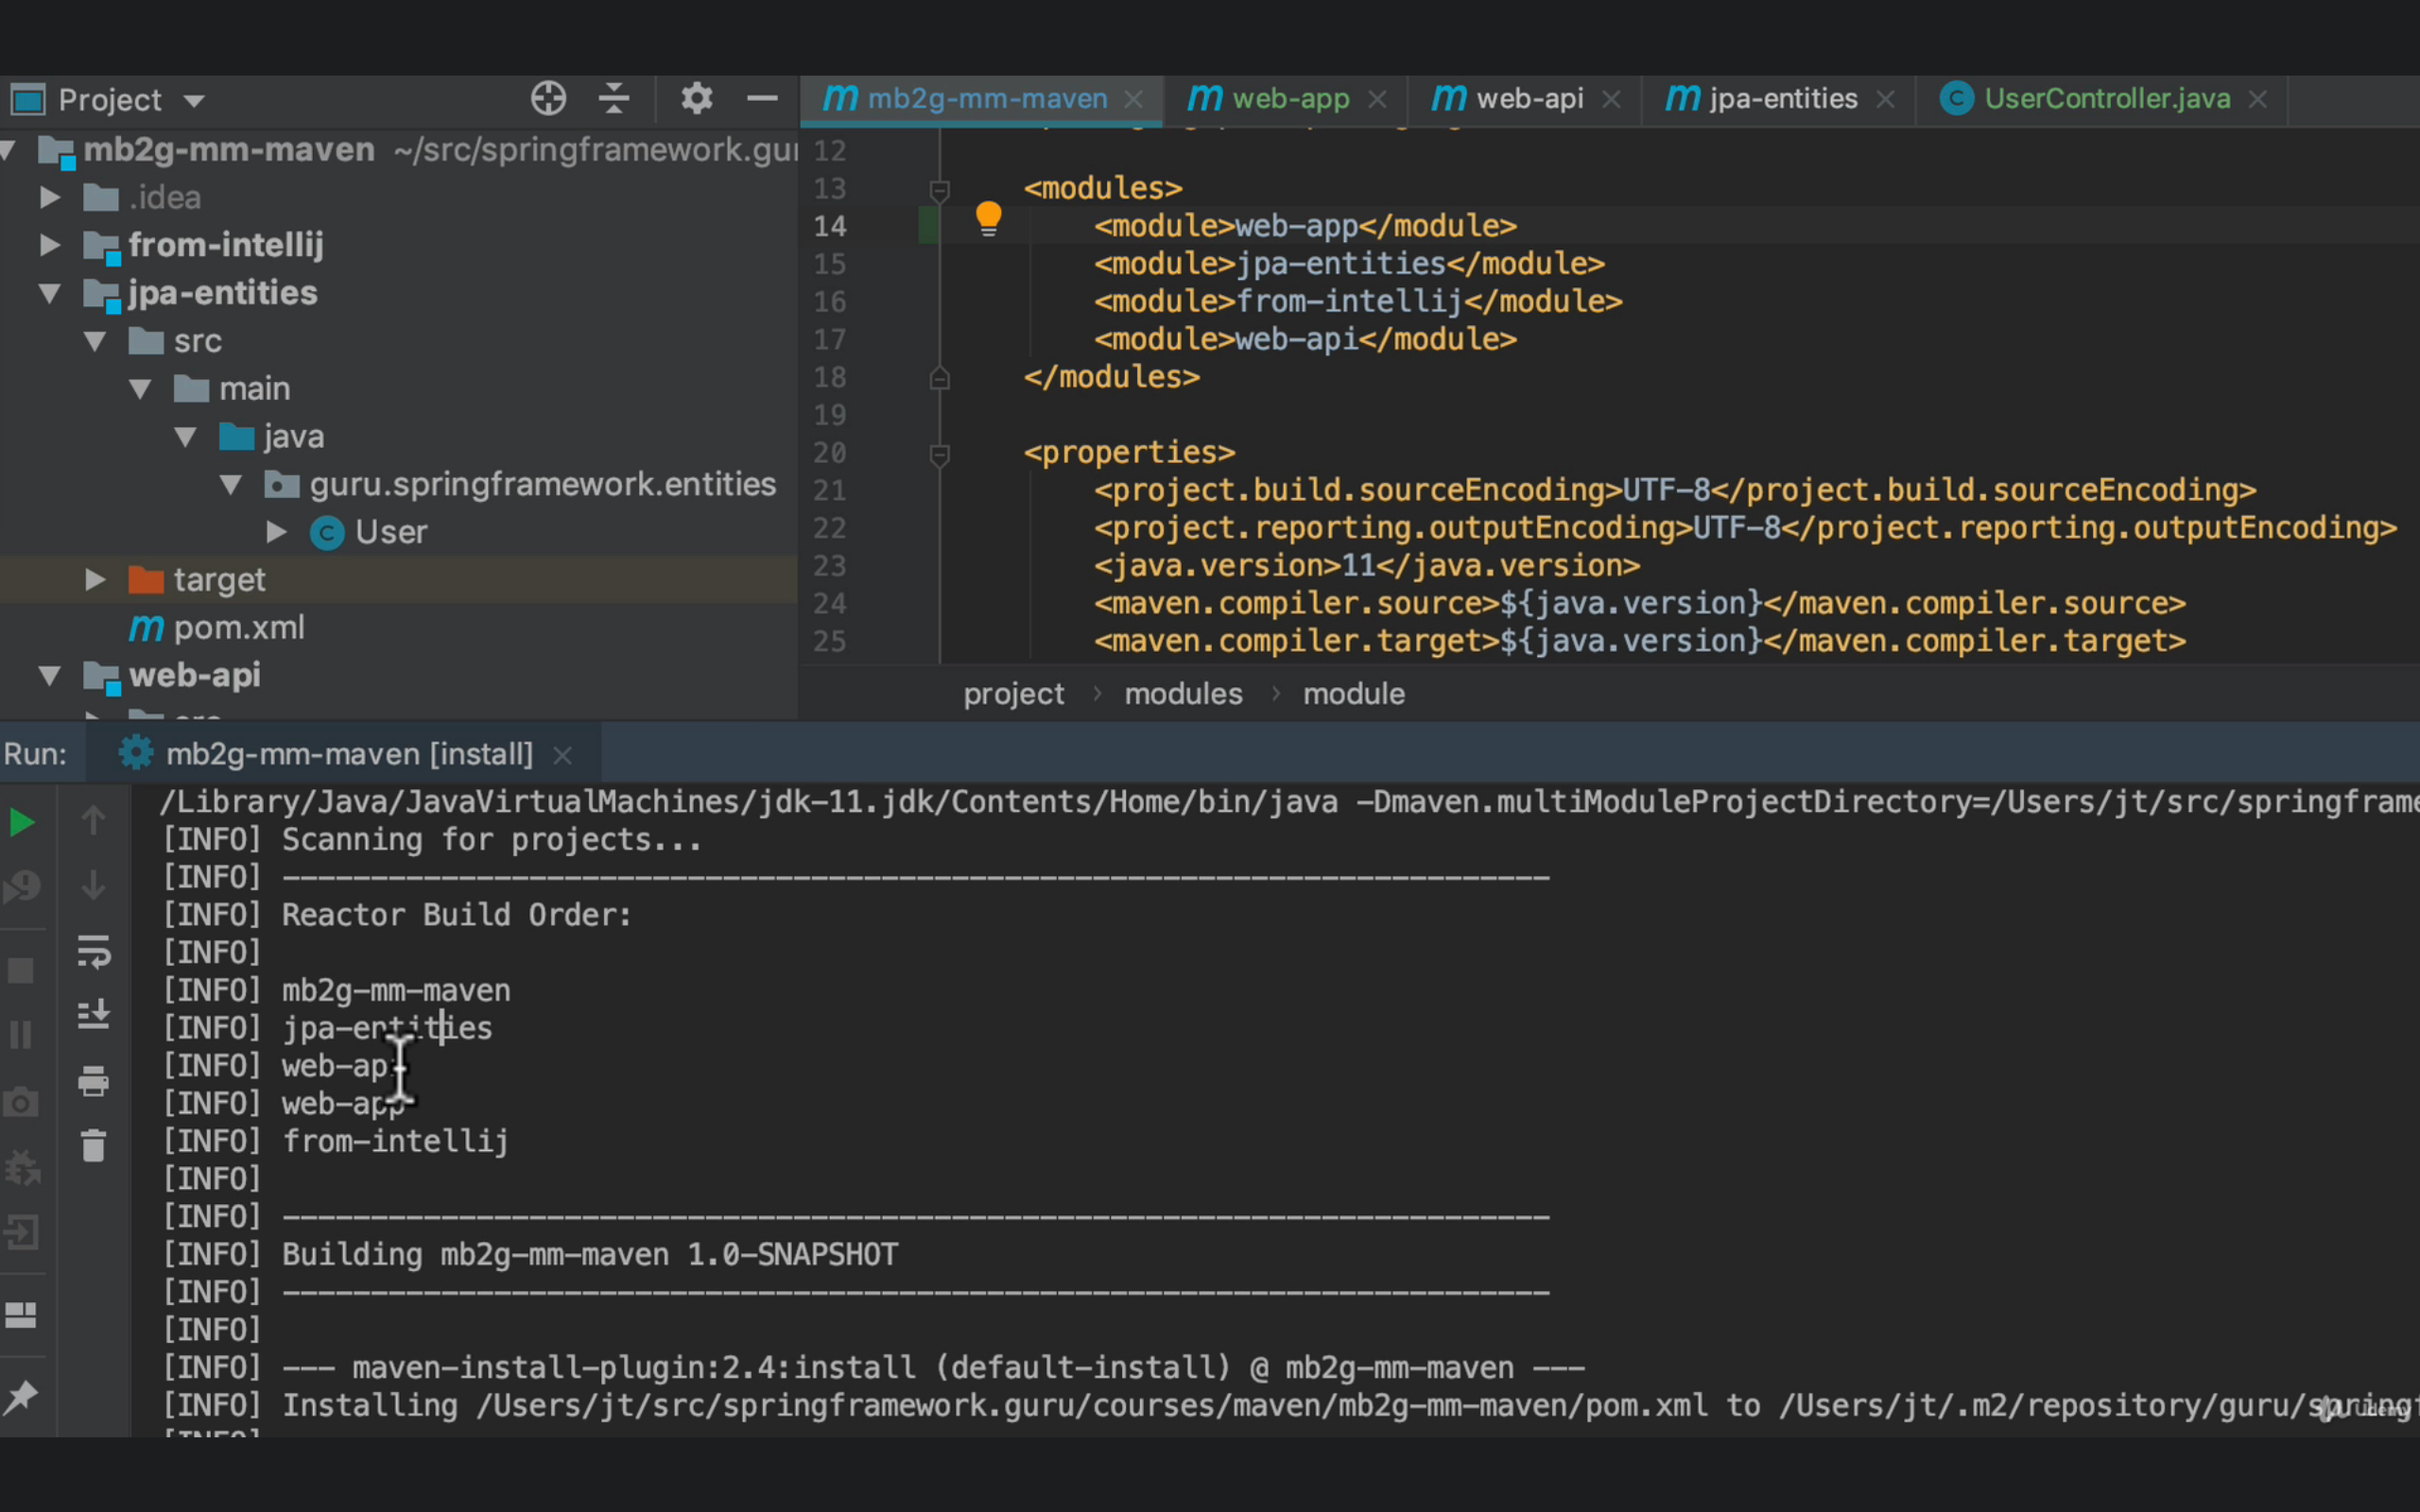 Project
mb2g-mm-maven ~/src/springframework.gu
.idea
from-intellij
jpa-entities
src
main
java
guru.springframework.entities
User
target
pom.xml
web-api
mb2g-mm-maven
web-app
web-api
jpa-entities
UserController.java
12
13 <modules>
14 <module>web-app</module>
15 <module>jpa-entities</module>
16 <module>from-intellij</module>
17 <module>web-api</module>
18 </modules>
19
20 <properties>
21 <project.build.sourceEncoding>UTF-8</project.build.sourceEncoding>
22 <project.reporting.outputEncoding>UTF-8</project.reporting.outputEncoding>
23 <java.version>11</java.version>
24 <maven.compiler.source>${java.version}</maven.compiler.source>
25 <maven.compiler.target>${java.version}</maven.compiler.target>
project › modules › module
Run: mb2g-mm-maven [install]
/Library/Java/JavaVirtualMachines/jdk-11.jdk/Contents/Home/bin/java -Dmaven.multiModuleProjectDirectory=/Users/jt/src/springframe
[INFO] Scanning for projects...
[INFO] ------------------------------------------------------------------------
[INFO] Reactor Build Order:
[INFO]
[INFO] mb2g-mm-maven
[INFO] jpa-entities
[INFO] web-api
[INFO] web-app
[INFO] from-intellij
[INFO]
[INFO] ------------------------------------------------------------------------
[INFO] Building mb2g-mm-maven 1.0-SNAPSHOT
[INFO] ------------------------------------------------------------------------
[INFO]
[INFO] --- maven-install-plugin:2.4:install (default-install) @ mb2g-mm-maven ---
[INFO] Installing /Users/jt/src/springframework.guru/courses/maven/mb2g-mm-maven/pom.xml to /Users/jt/.m2/repository/guru/spring